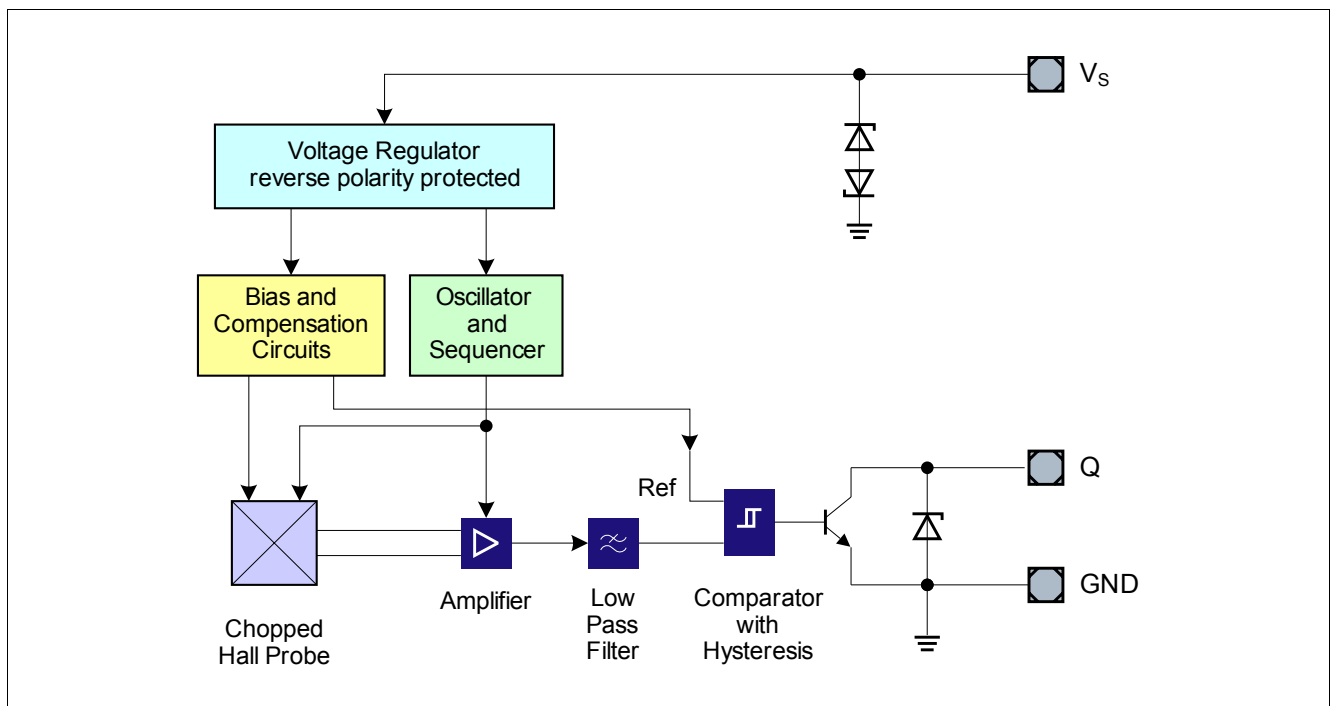 V_S
Voltage Regulator
reverse polarity protected
Bias and
Compensation
Circuits
Oscillator
and
Sequencer
Ref
Q
GND
Amplifier
Low
Pass
Filter
Comparator
with
Hysteresis
Chopped
Hall Probe